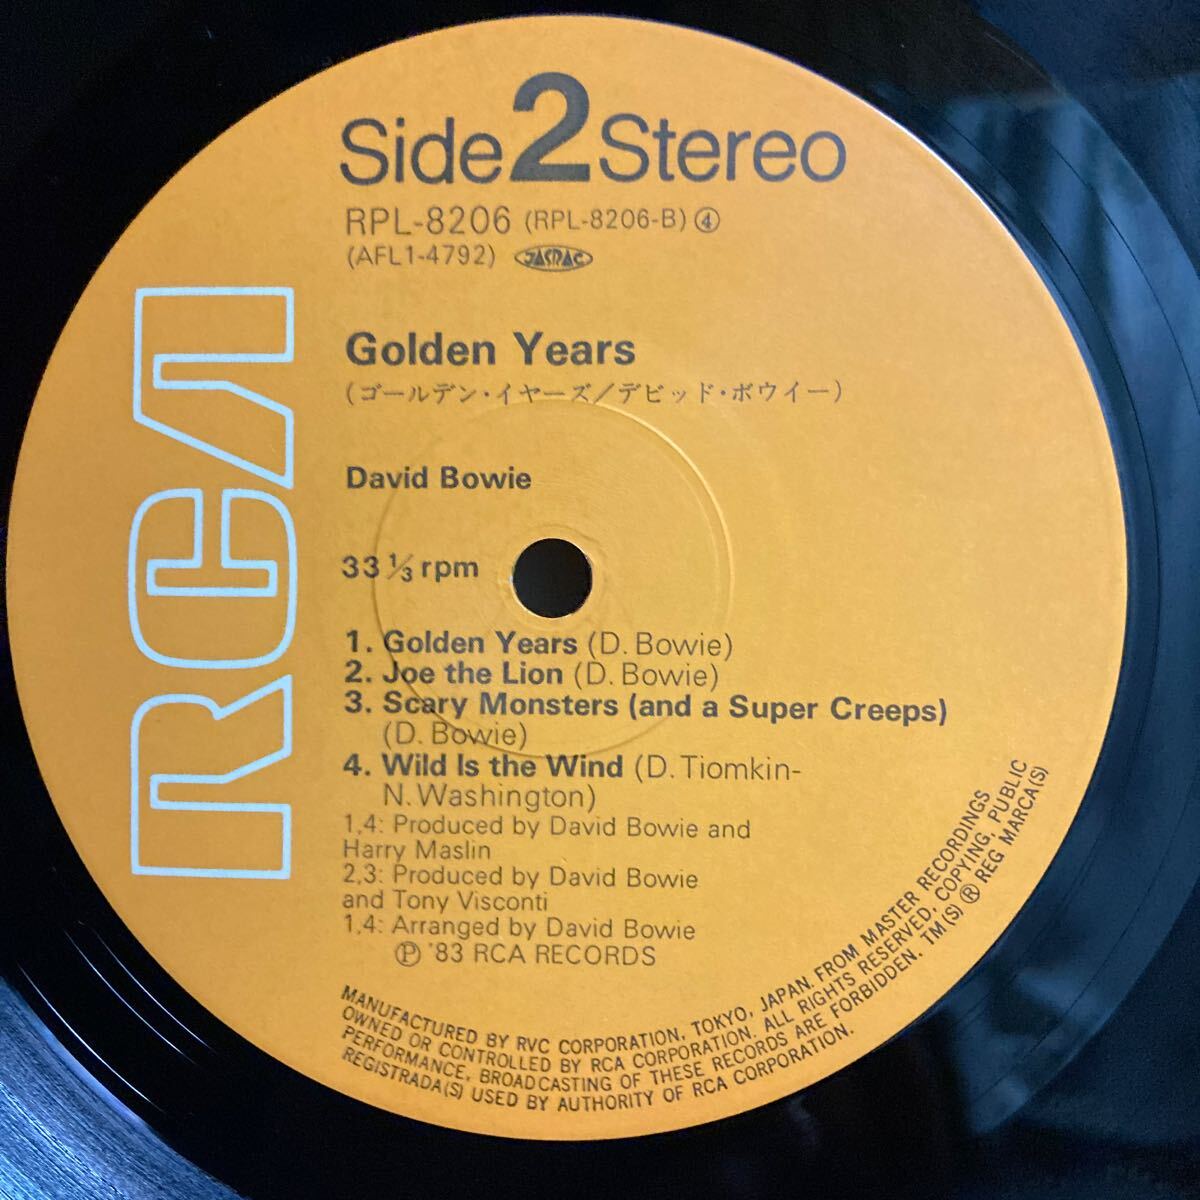 Side 2 Stereo
RPL-8206 (RPL-8206-B) ④
(AFL1-4792) JASRAC
RCA
Golden Years
(ゴールデン・イヤーズ/デビッド・ボウイー)
David Bowie
33 1/3 rpm
1. Golden Years (D. Bowie)
2. Joe the Lion (D. Bowie)
3. Scary Monsters (and a Super Creeps)
(D. Bowie)
4. Wild Is the Wind (D. Tiomkin-
N. Washington)
1,4: Produced by David Bowie and
Harry Maslin
2,3: Produced by David Bowie
and Tony Visconti
1,4: Arranged by David Bowie
Ⓟ '83 RCA RECORDS
MANUFACTURED BY RVC CORPORATION, TOKYO, JAPAN, FROM MASTER RECORDINGS
OWNED OR CONTROLLED BY RCA CORPORATION. ALL RIGHTS RESERVED. COPYING, PUBLIC
PERFORMANCE, BROADCASTING OF THESE RECORDS ARE FORBIDDEN. TM(S) ® REG MARCA(S)
REGISTRADA(S) USED BY AUTHORITY OF RCA CORPORATION.